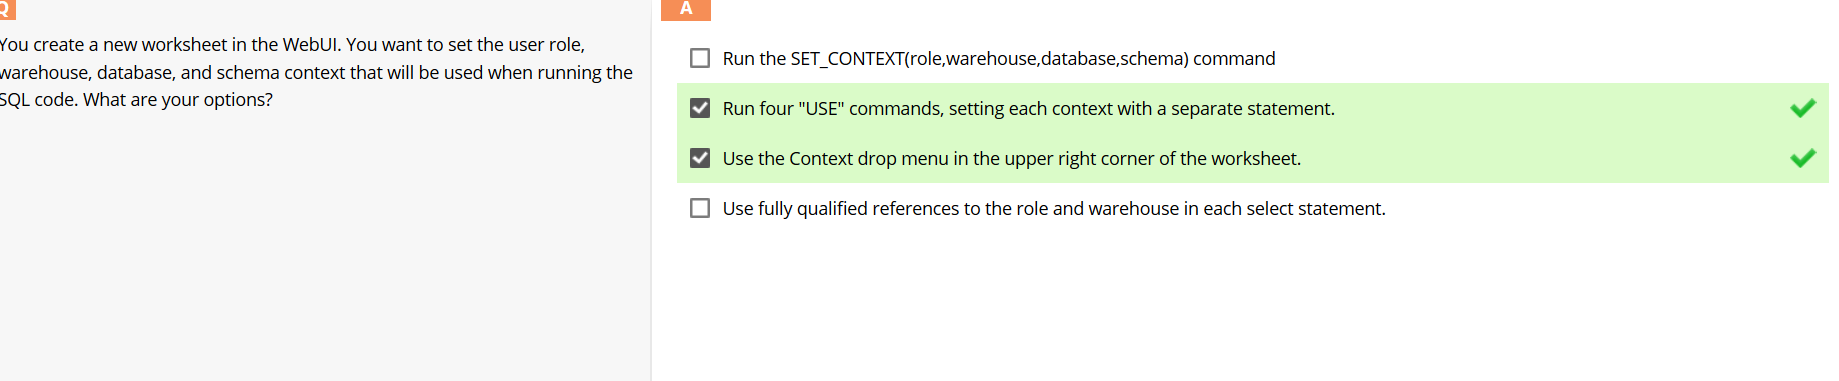 Q
You create a new worksheet in the WebUI. You want to set the user role,
warehouse, database, and schema context that will be used when running the
SQL code. What are your options?
A
Run the SET_CONTEXT(role,warehouse,database,schema) command
Run four "USE" commands, setting each context with a separate statement.
Use the Context drop menu in the upper right corner of the worksheet.
Use fully qualified references to the role and warehouse in each select statement.